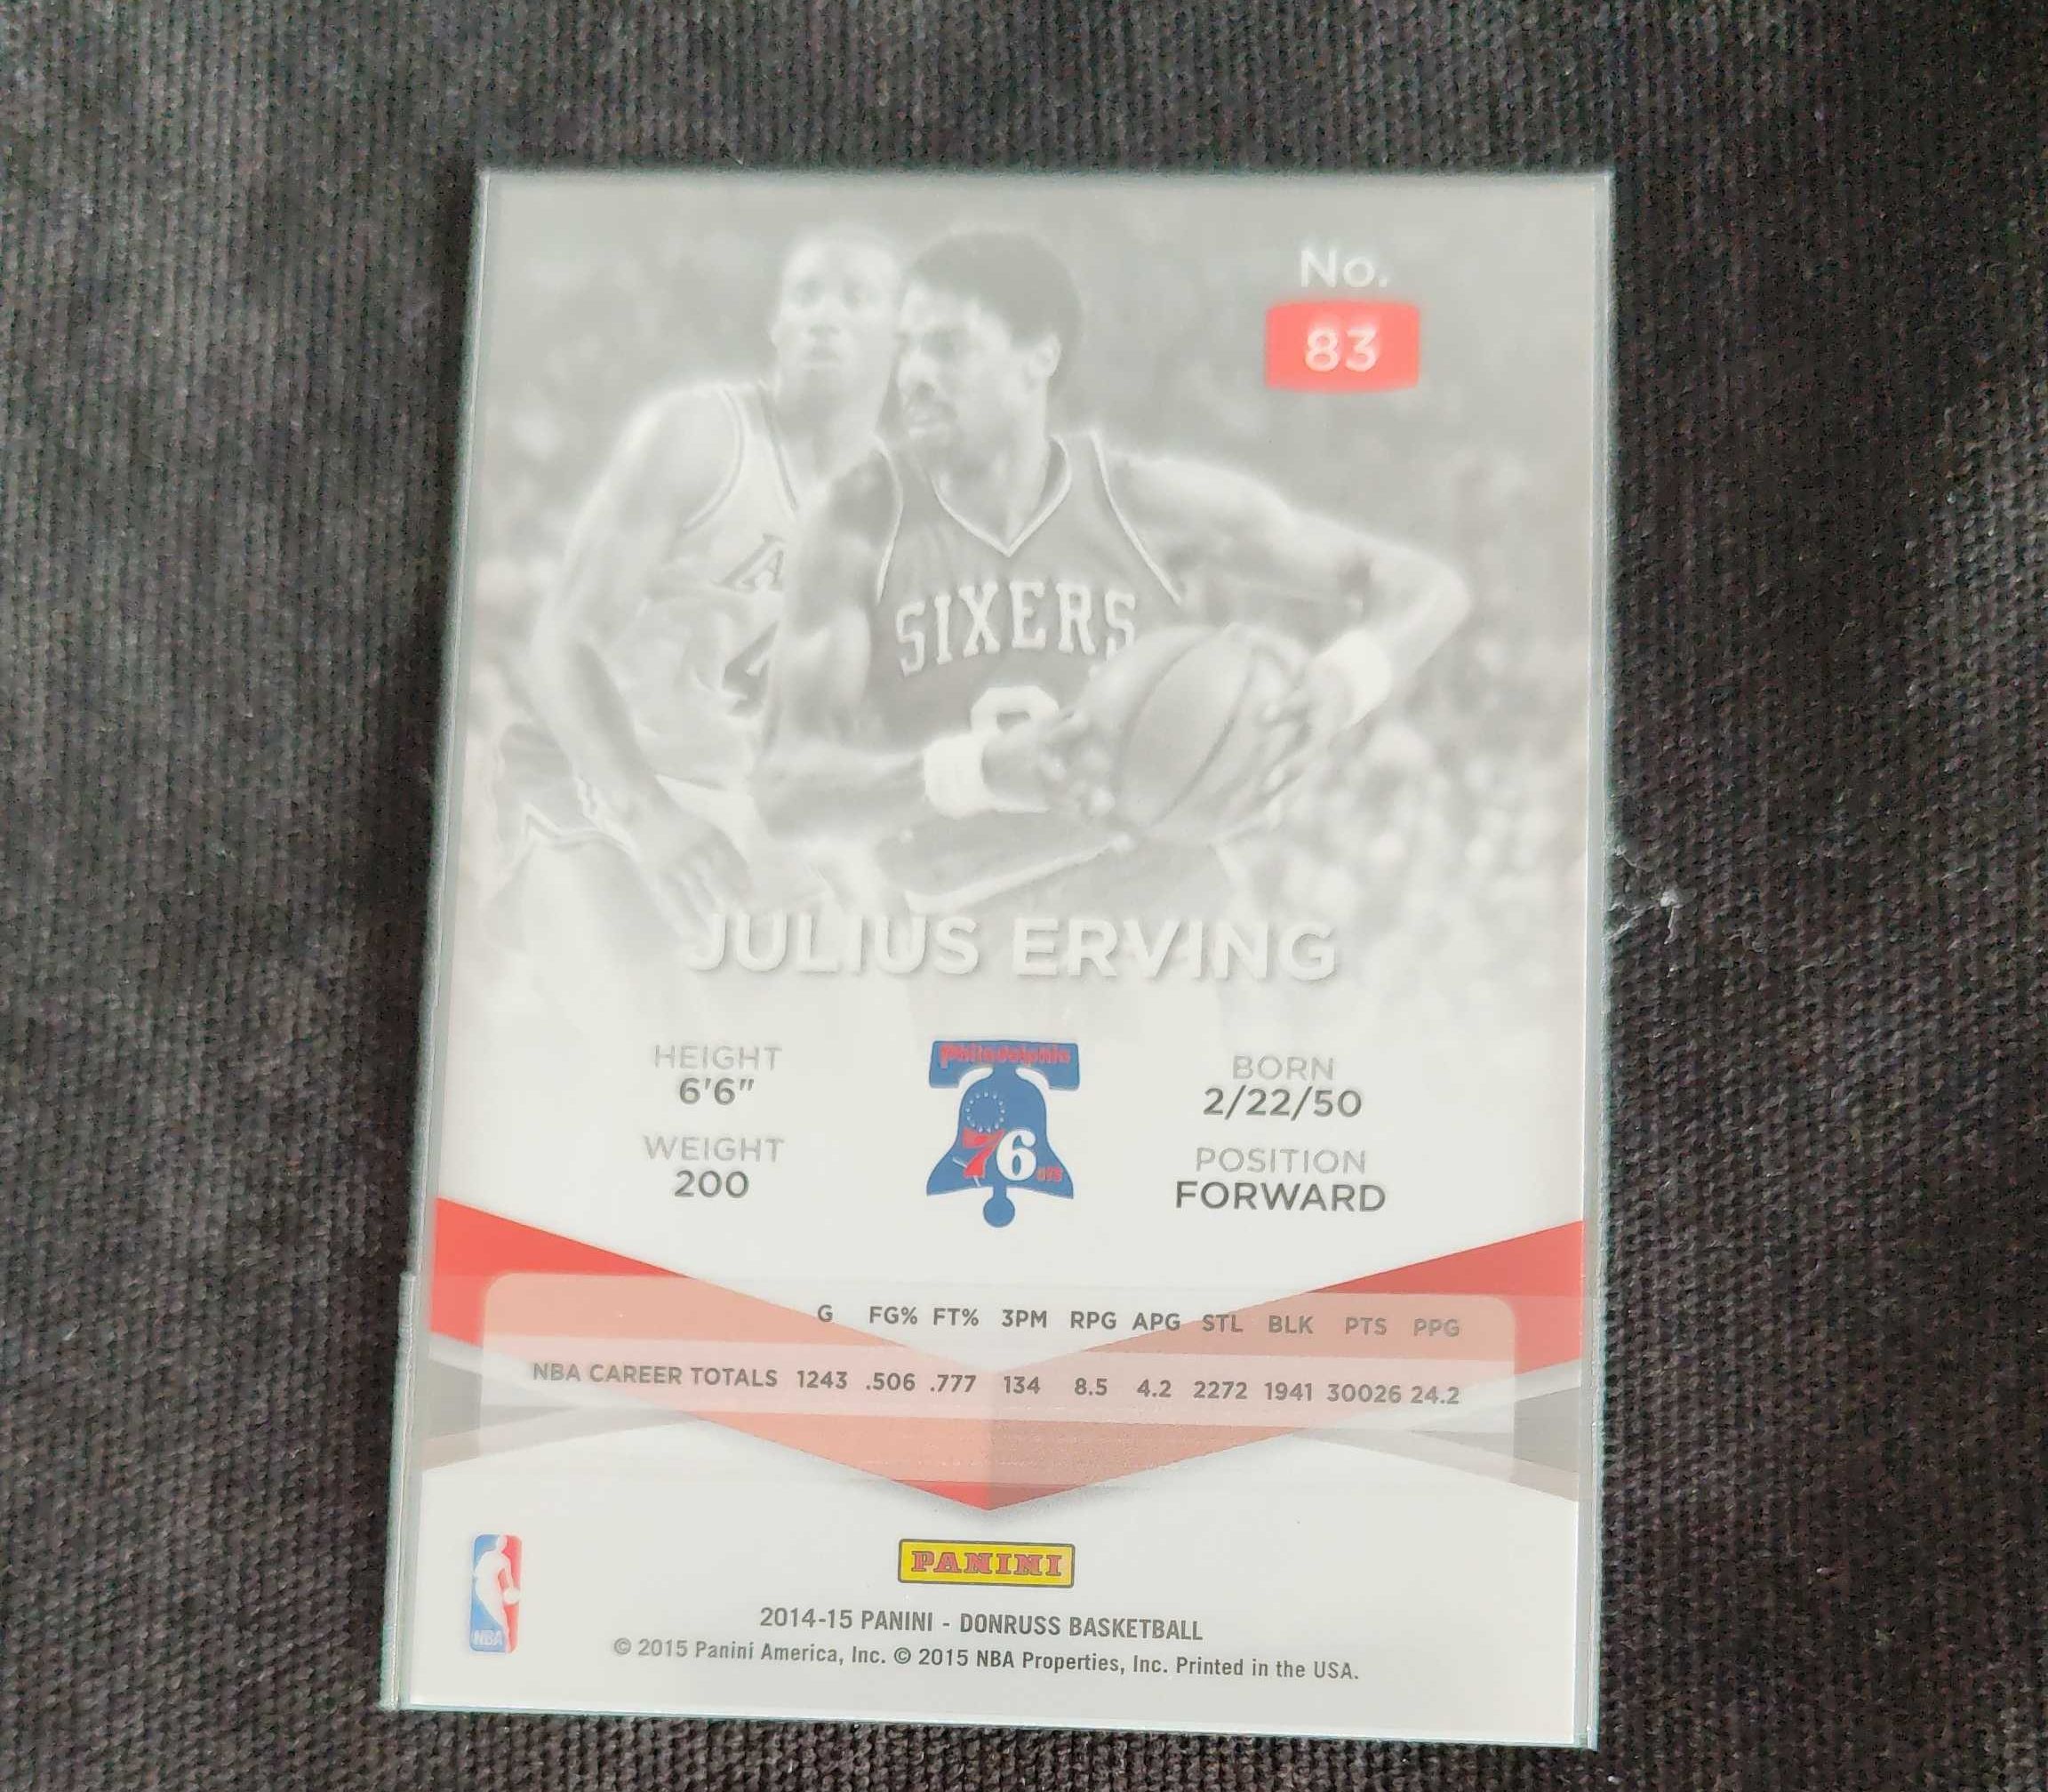 No.
83
SIXERS
JULIUS ERVING
HEIGHT
6'6"
WEIGHT
200
Philadelphia
76ers
BORN
2/22/50
POSITION
FORWARD
G FG% FT% 3PM RPG APG STL BLK PTS PPG
NBA CAREER TOTALS 1243 .506 .777 134 8.5 4.2 2272 1941 30026 24.2
NBA
PANINI
2014-15 PANINI - DONRUSS BASKETBALL
© 2015 Panini America, Inc. © 2015 NBA Properties, Inc. Printed in the USA.